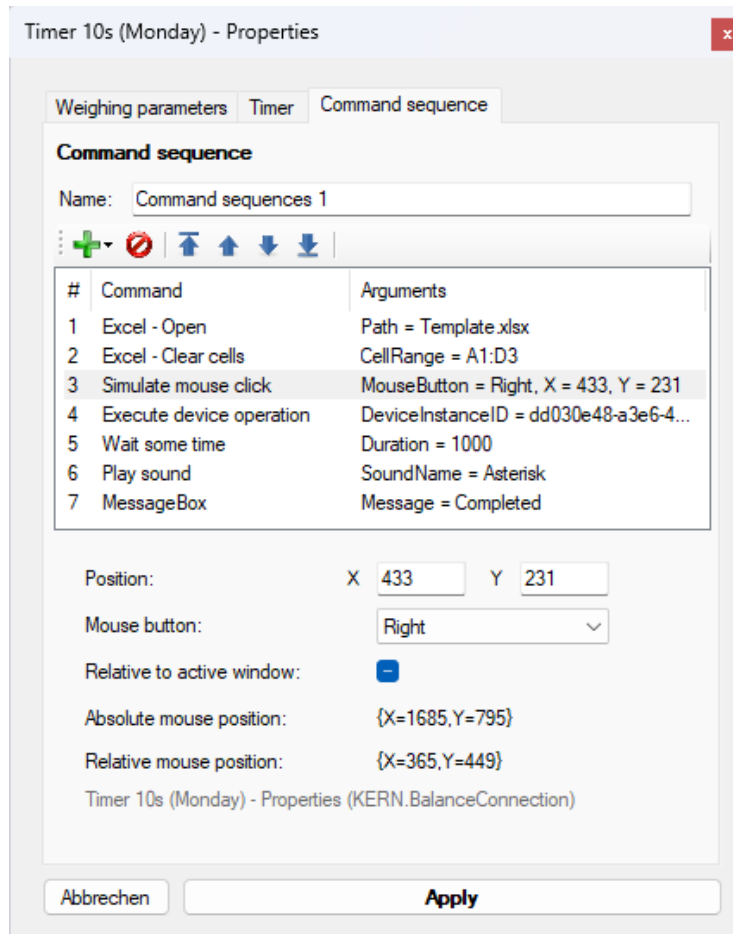 Timer 10s (Monday) - Properties
x
Weighing parameters Timer Command sequence
Command sequence
Name: Command sequences 1
# Command Arguments
1 Excel - Open Path = Template.xlsx
2 Excel - Clear cells CellRange = A1:D3
3 Simulate mouse click MouseButton = Right, X = 433, Y = 231
4 Execute device operation DeviceInstanceID = dd030e48-a3e6-4...
5 Wait some time Duration = 1000
6 Play sound SoundName = Asterisk
7 MessageBox Message = Completed
Position: X 433 Y 231
Mouse button: Right
Relative to active window:
Absolute mouse position: {X=1685,Y=795}
Relative mouse position: {X=365,Y=449}
Timer 10s (Monday) - Properties (KERN.BalanceConnection)
Abbrechen Apply